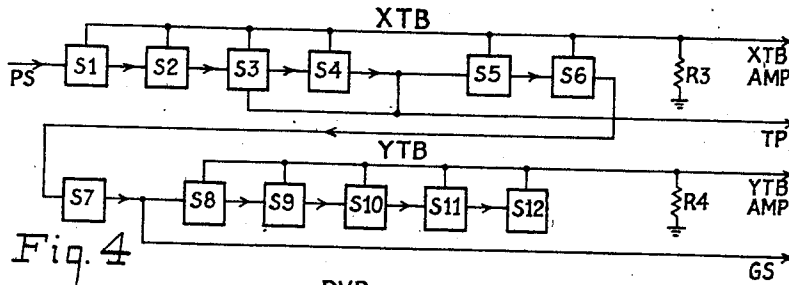 XTB
PS S1 S2 S3 S4 S5 S6 R3 XTB AMP
TP
YTB
S7 S8 S9 S10 S11 S12 R4 YTB AMP
GS
Fig. 4